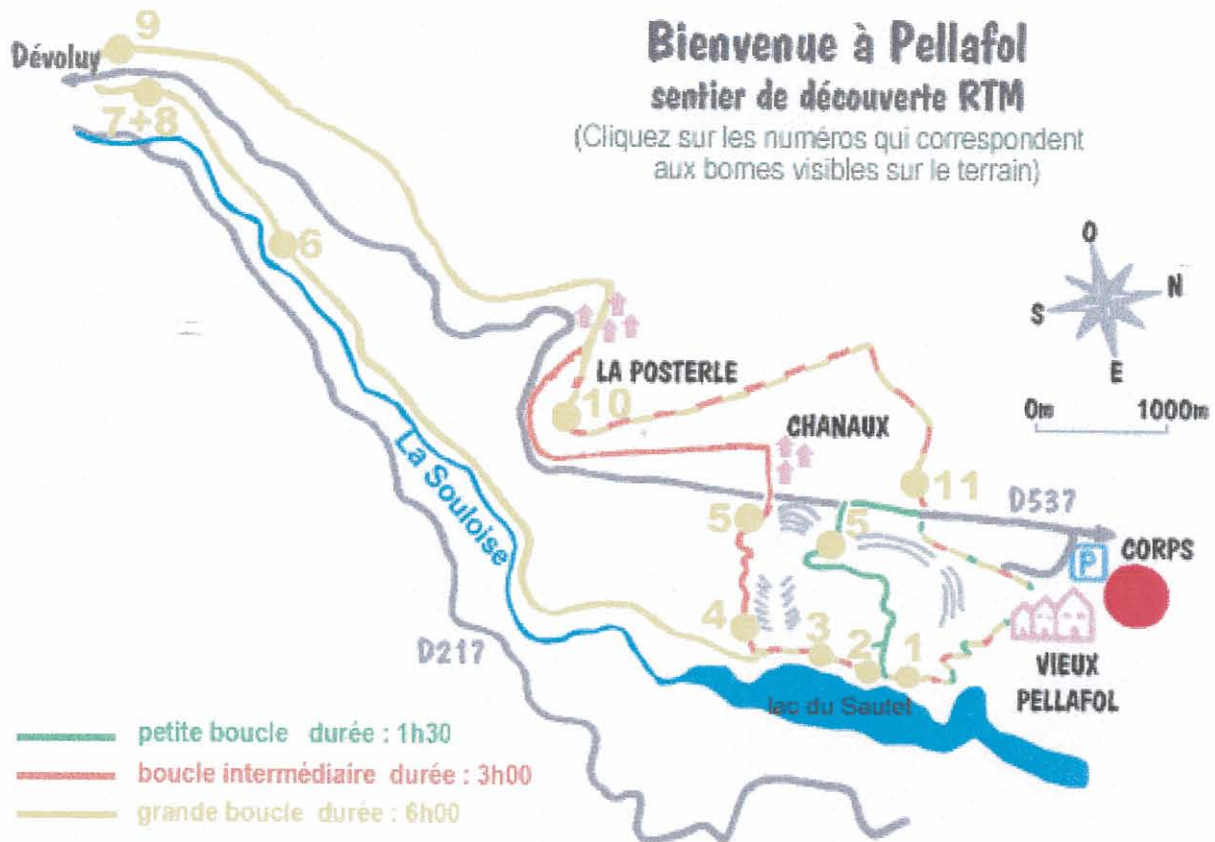 Bienvenue à Pellafol
sentier de découverte RTM
(Cliquez sur les numéros qui correspondent
aux bornes visibles sur le terrain)
9
Dévoluy
7+8
6
O
N
S
E
0m 1000m
LA POSTERLE
10
CHANAUX
11
D537
5
5
CORPS
P
La Souloise
4
3
2
1
D217
VIEUX
PELLAFOL
lac du Sautet
petite boucle durée : 1h30
boucle intermédiaire durée : 3h00
grande boucle durée : 6h00